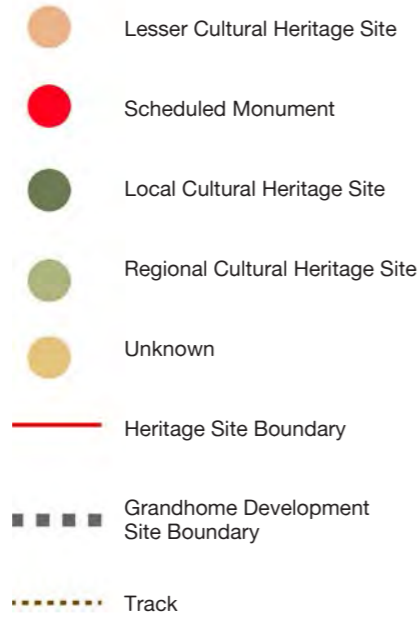 Lesser Cultural Heritage Site
Scheduled Monument
Local Cultural Heritage Site
Regional Cultural Heritage Site
Unknown
Heritage Site Boundary
Grandhome Development
Site Boundary
Track